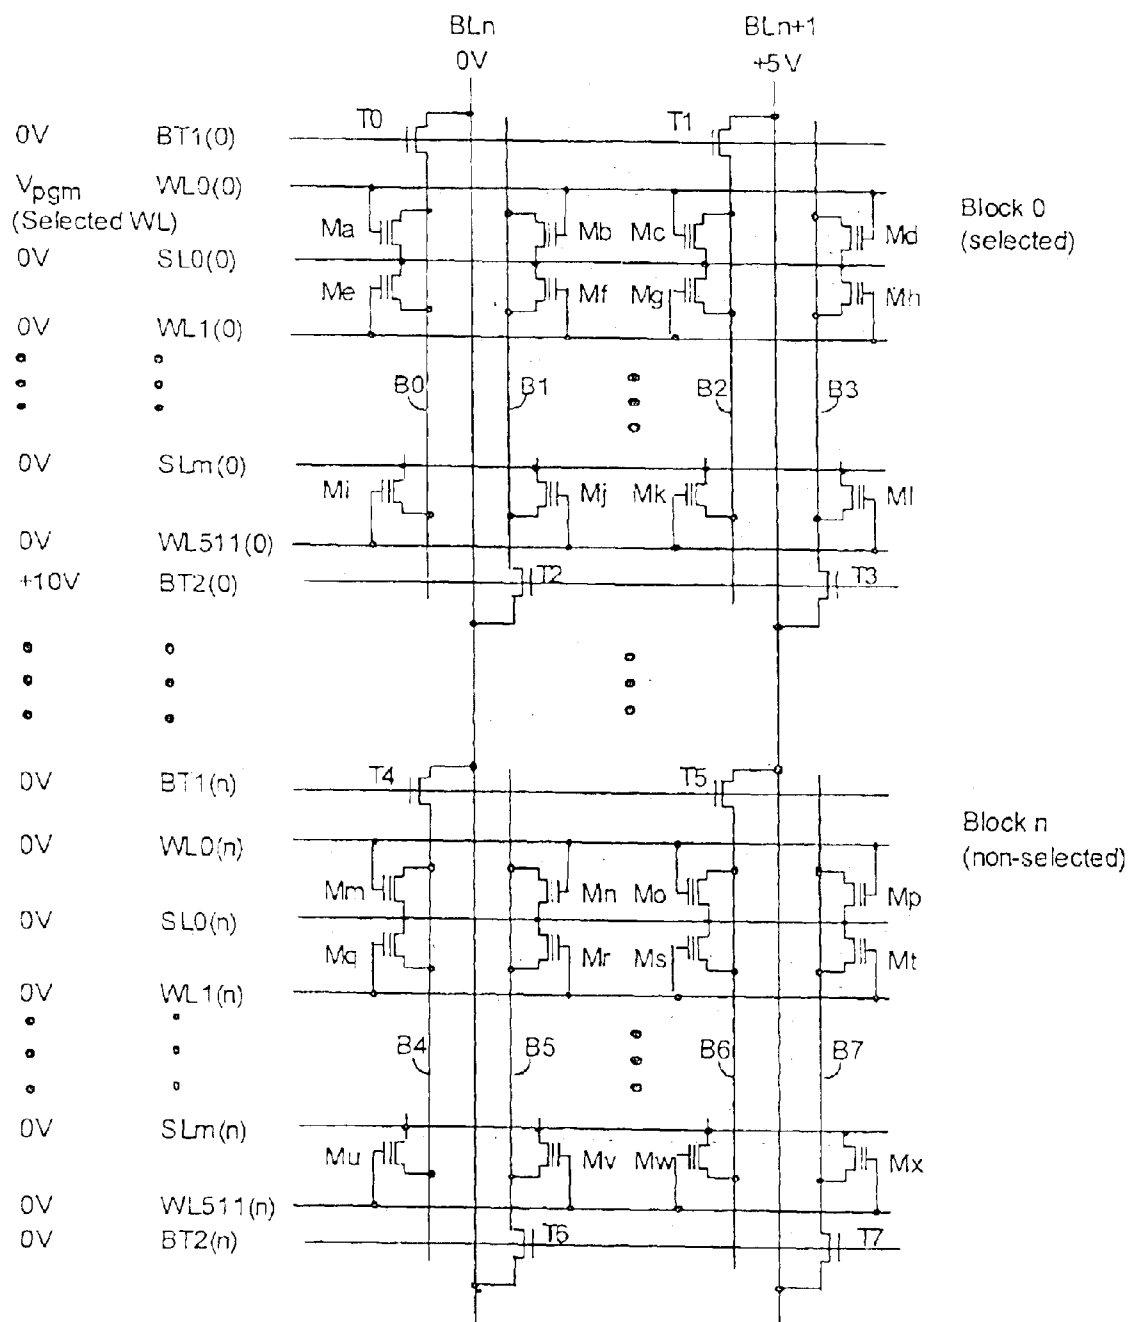 BLn BLn+1
0V +5V
T0 T1
0V BT1(0)
Vpgm WL0(0)
(Selected WL)
Block 0
(selected)
Ma Mb Mc Md
0V SL0(0)
Me Mf Mg Mh
0V WL1(0)
B0 B1 B2 B3
0V SLm(0)
Mi Mj Mk Ml
0V WL511(0)
+10V BT2(0) T2 T3
T4 T5
0V BT1(n)
0V WL0(n)
Block n
(non-selected)
Mm Mn Mo Mp
0V SL0(n)
Mq Mr Ms Mt
0V WL1(n)
B4 B5 B6 B7
0V SLm(n)
Mu Mv Mw Mx
0V WL511(n)
0V BT2(n) T6 T7